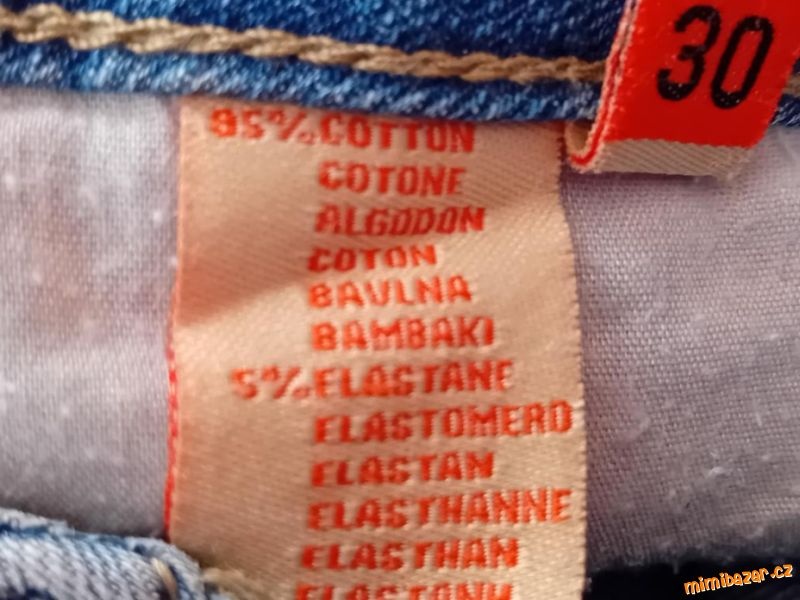 30
95%COTTON
COTONE
ALGODON
COTON
BAVLNA
BAMBAKI
5%ELASTANE
ELASTOMERO
ELASTAN
ELASTHANNE
ELASTHAN
mimibazar.cz